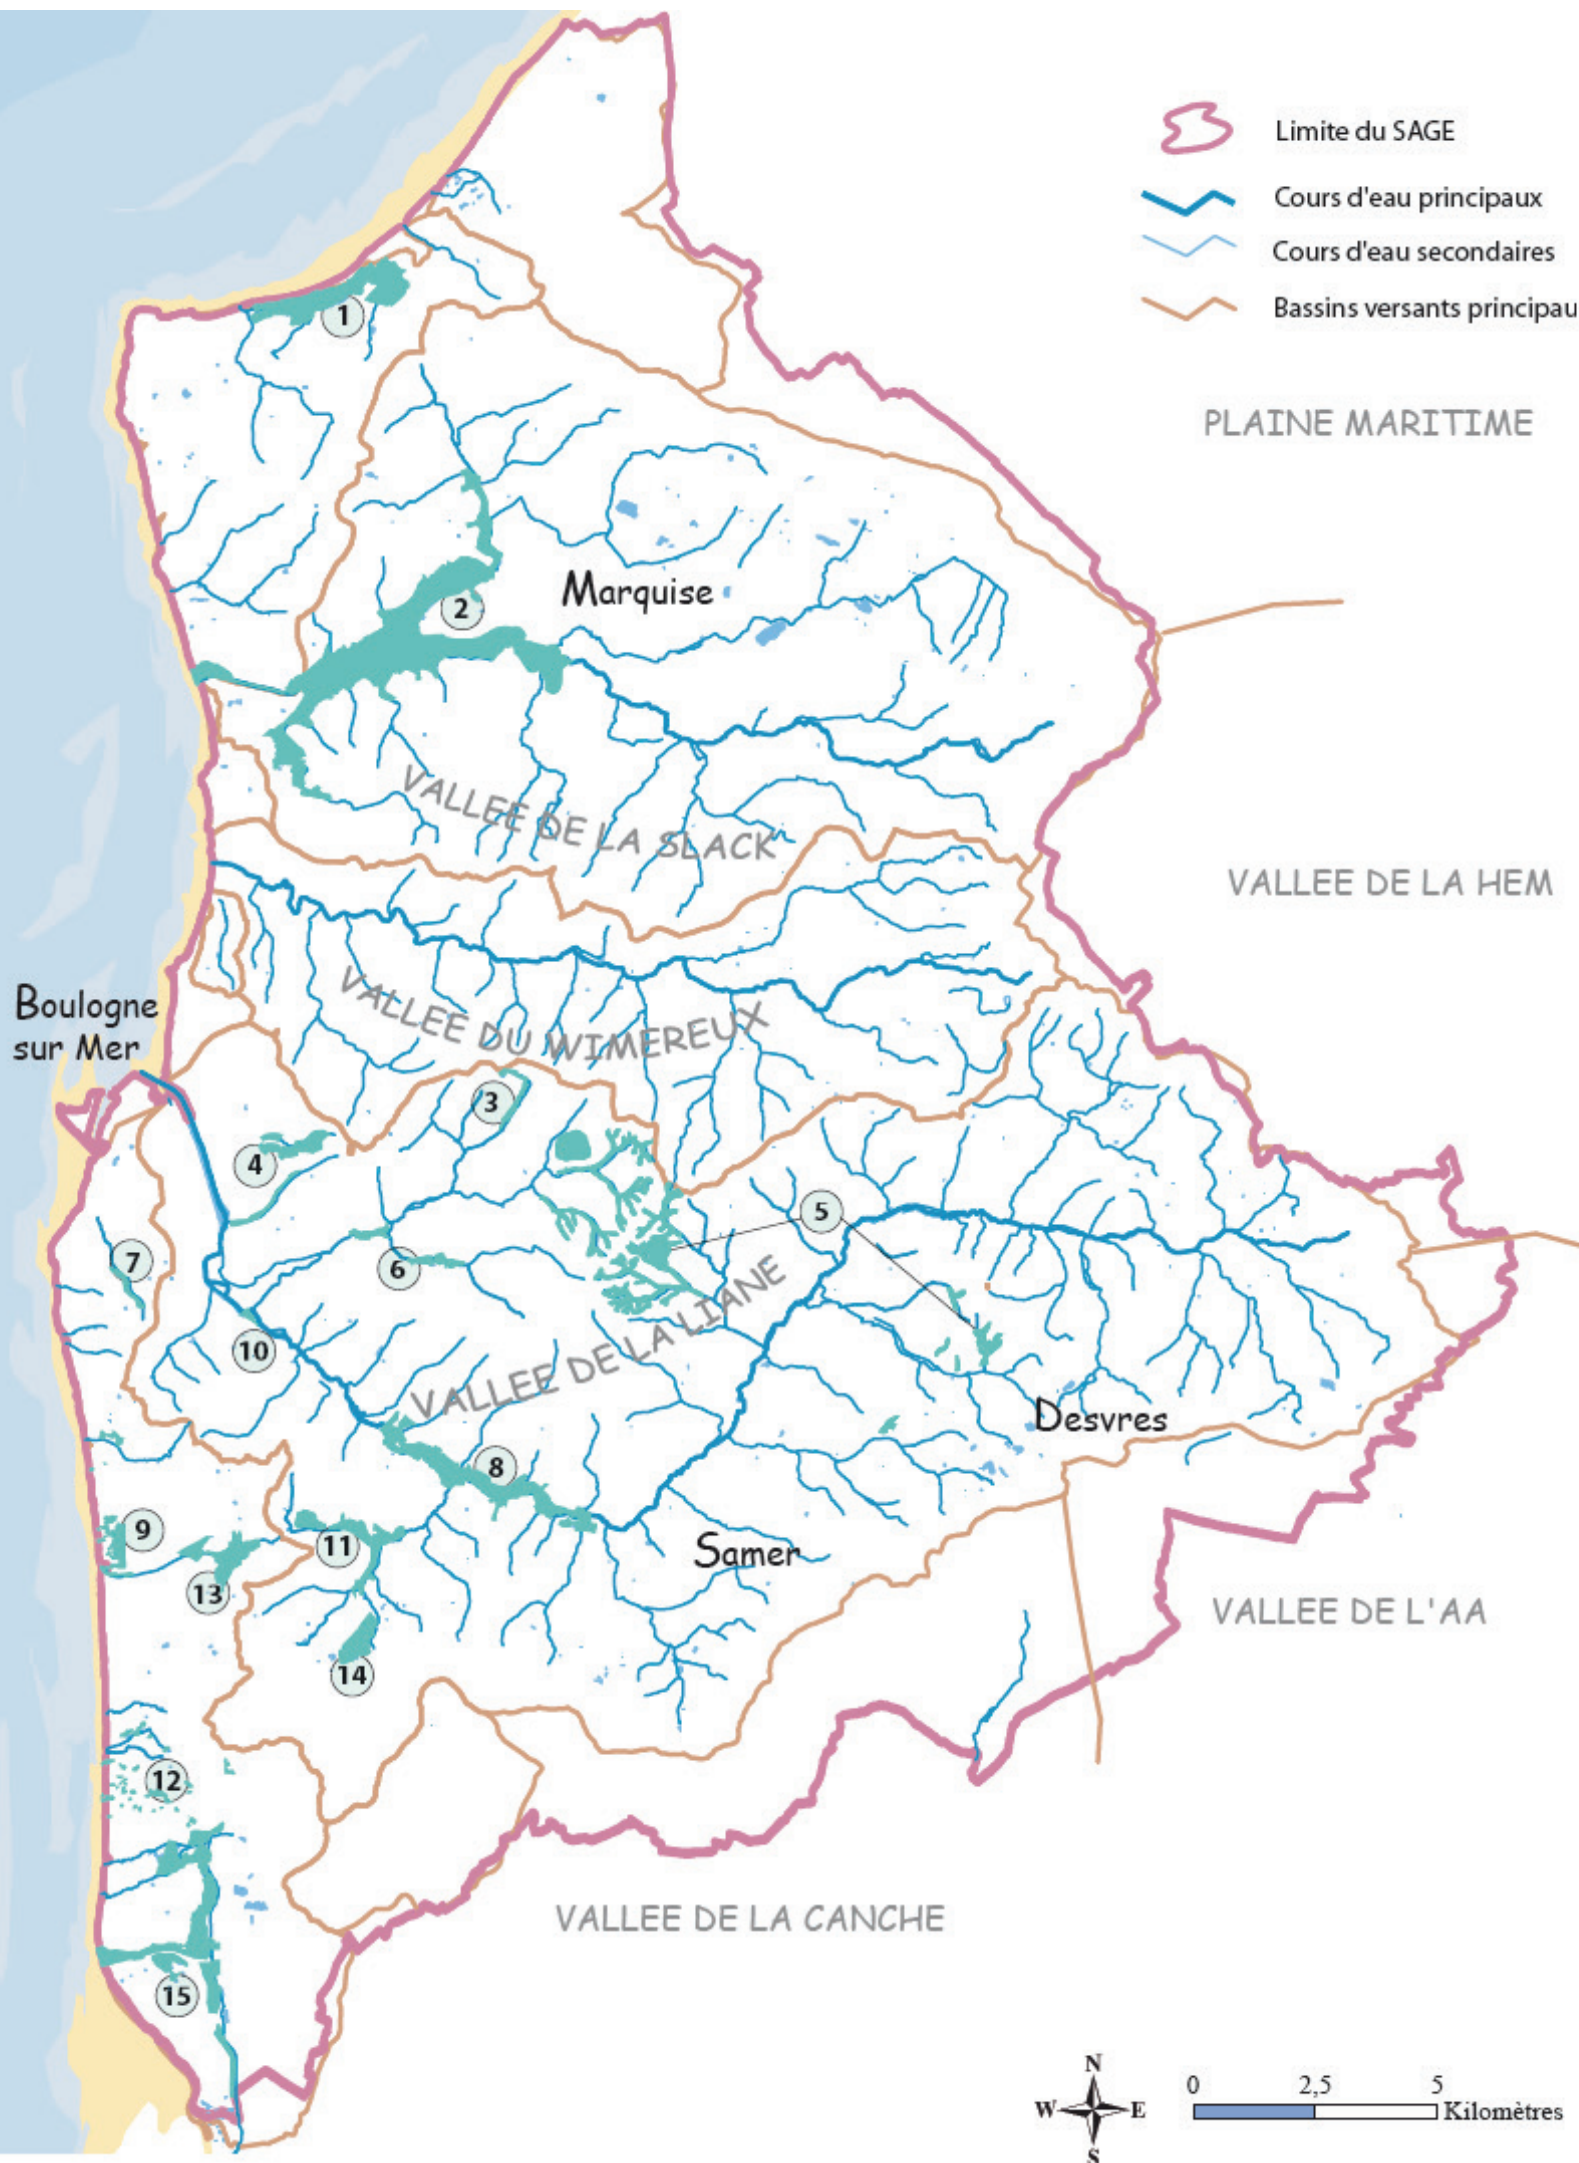 Limite du SAGE
Cours d'eau principaux
Cours d'eau secondaires
Bassins versants principau
1
PLAINE MARITIME
2
Marquise
VALLEE DE LA SLACK
VALLEE DE LA HEM
Boulogne
sur Mer
VALLEE DU WIMEREUX
3
4
5
7
6
10
VALLEE DE LA LIANE
Desvres
8
9
11
Samer
13
VALLEE DE L'AA
14
12
VALLEE DE LA CANCHE
15
N
W
E
S
0
2,5
5
Kilomètres